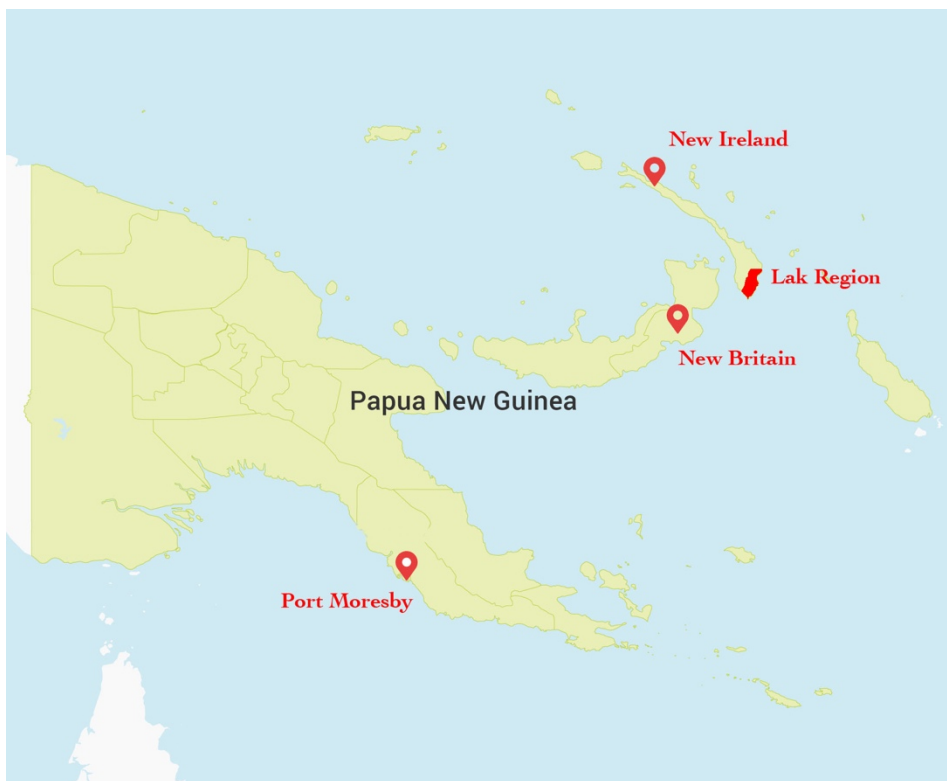 New Ireland
Lak Region
New Britain
Papua New Guinea
Port Moresby